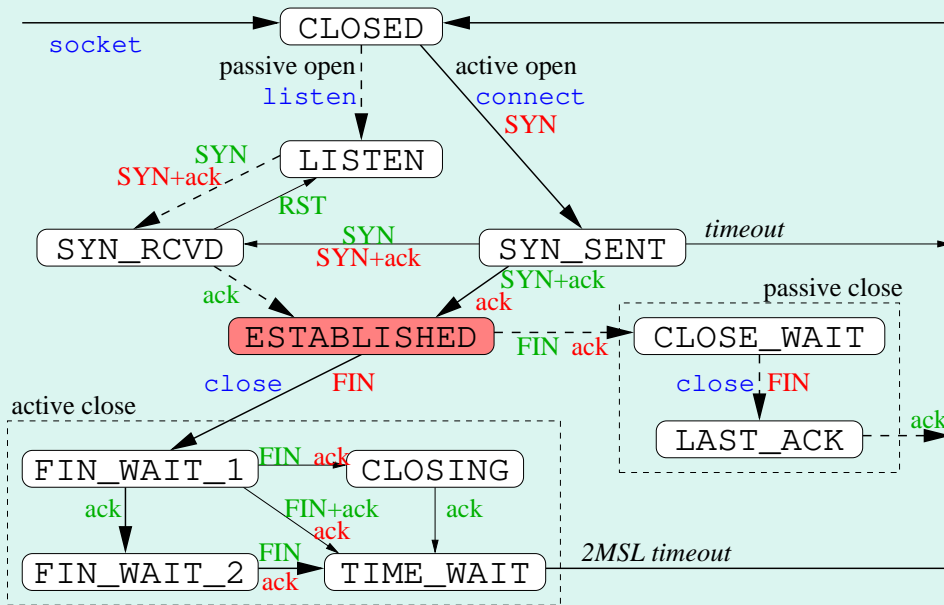 CLOSED
socket
passive open
active open
listen
connect
SYN
LISTEN
SYN
SYN+ack
RST
SYN_RCVD
SYN
SYN+ack
SYN_SENT
timeout
SYN+ack
ack
ack
passive close
ESTABLISHED
FIN ack
CLOSE_WAIT
close FIN
close FIN
active close
LAST_ACK
ack
FIN_WAIT_1
FIN ack
CLOSING
ack
FIN+ack
ack
ack
FIN_WAIT_2
FIN
ack
TIME_WAIT
2MSL timeout